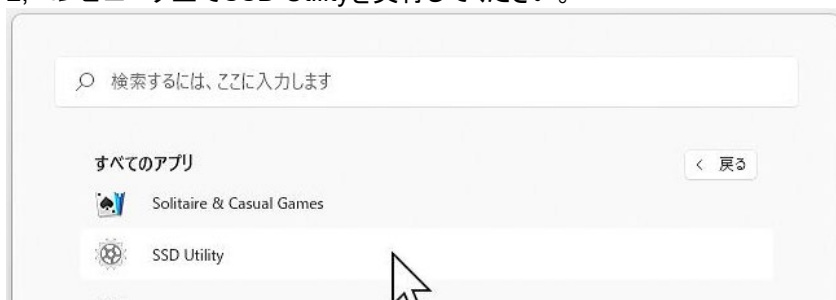 検索するには、ここに入力します
すべてのアプリ
< 戻る
Solitaire & Casual Games
SSD Utility